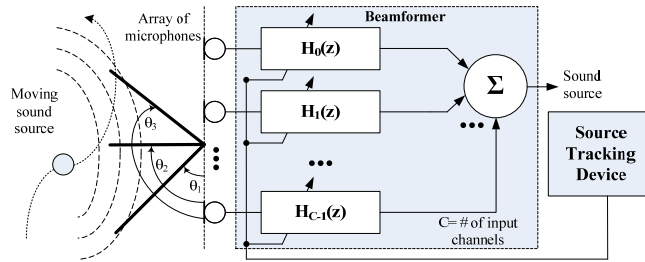 Array of
microphones
Beamformer
H0(z)
Moving
sound
source
θ3
θ2
θ1
H1(z)
Σ
Sound
source
Source
Tracking
Device
HC-1(z)
C= # of input
channels